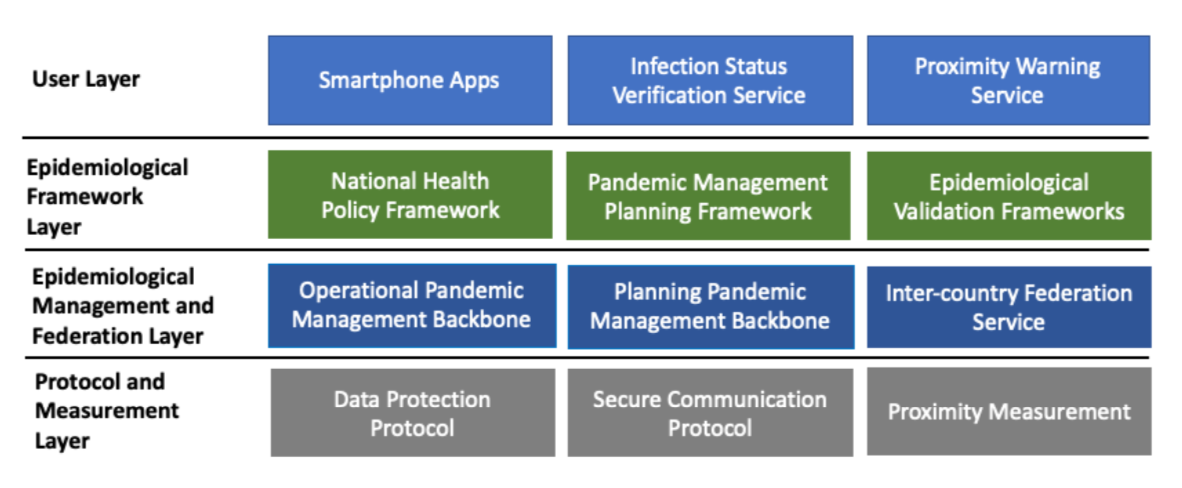 User Layer
Smartphone Apps
Infection Status
Verification Service
Proximity Warning
Service
Epidemiological
Framework
Layer
National Health
Policy Framework
Pandemic Management
Planning Framework
Epidemiological
Validation Frameworks
Epidemiological
Management and
Federation Layer
Operational Pandemic
Management Backbone
Planning Pandemic
Management Backbone
Inter-country Federation
Service
Protocol and
Measurement
Layer
Data Protection
Protocol
Secure Communication
Protocol
Proximity Measurement